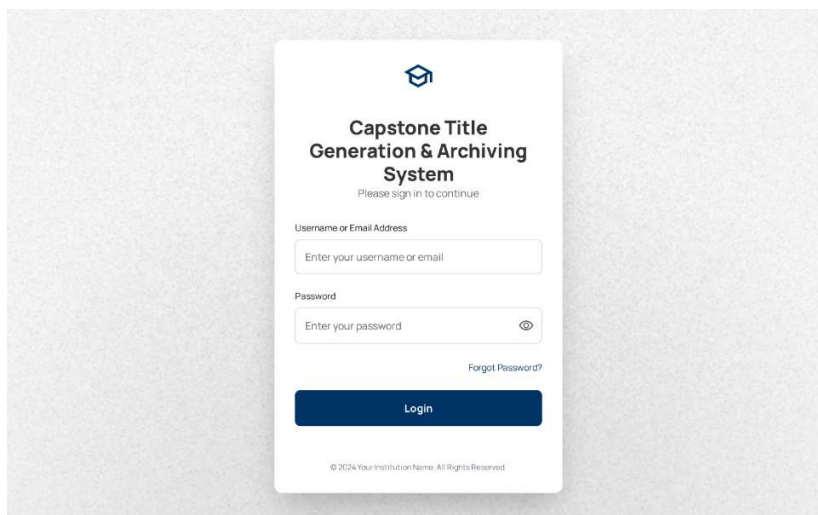 Capstone Title
Generation & Archiving
System
Please sign in to continue
Username or Email Address
Enter your username or email
Password
Enter your password
Forgot Password?
Login
© 2024 Your Institution Name. All Rights Reserved.